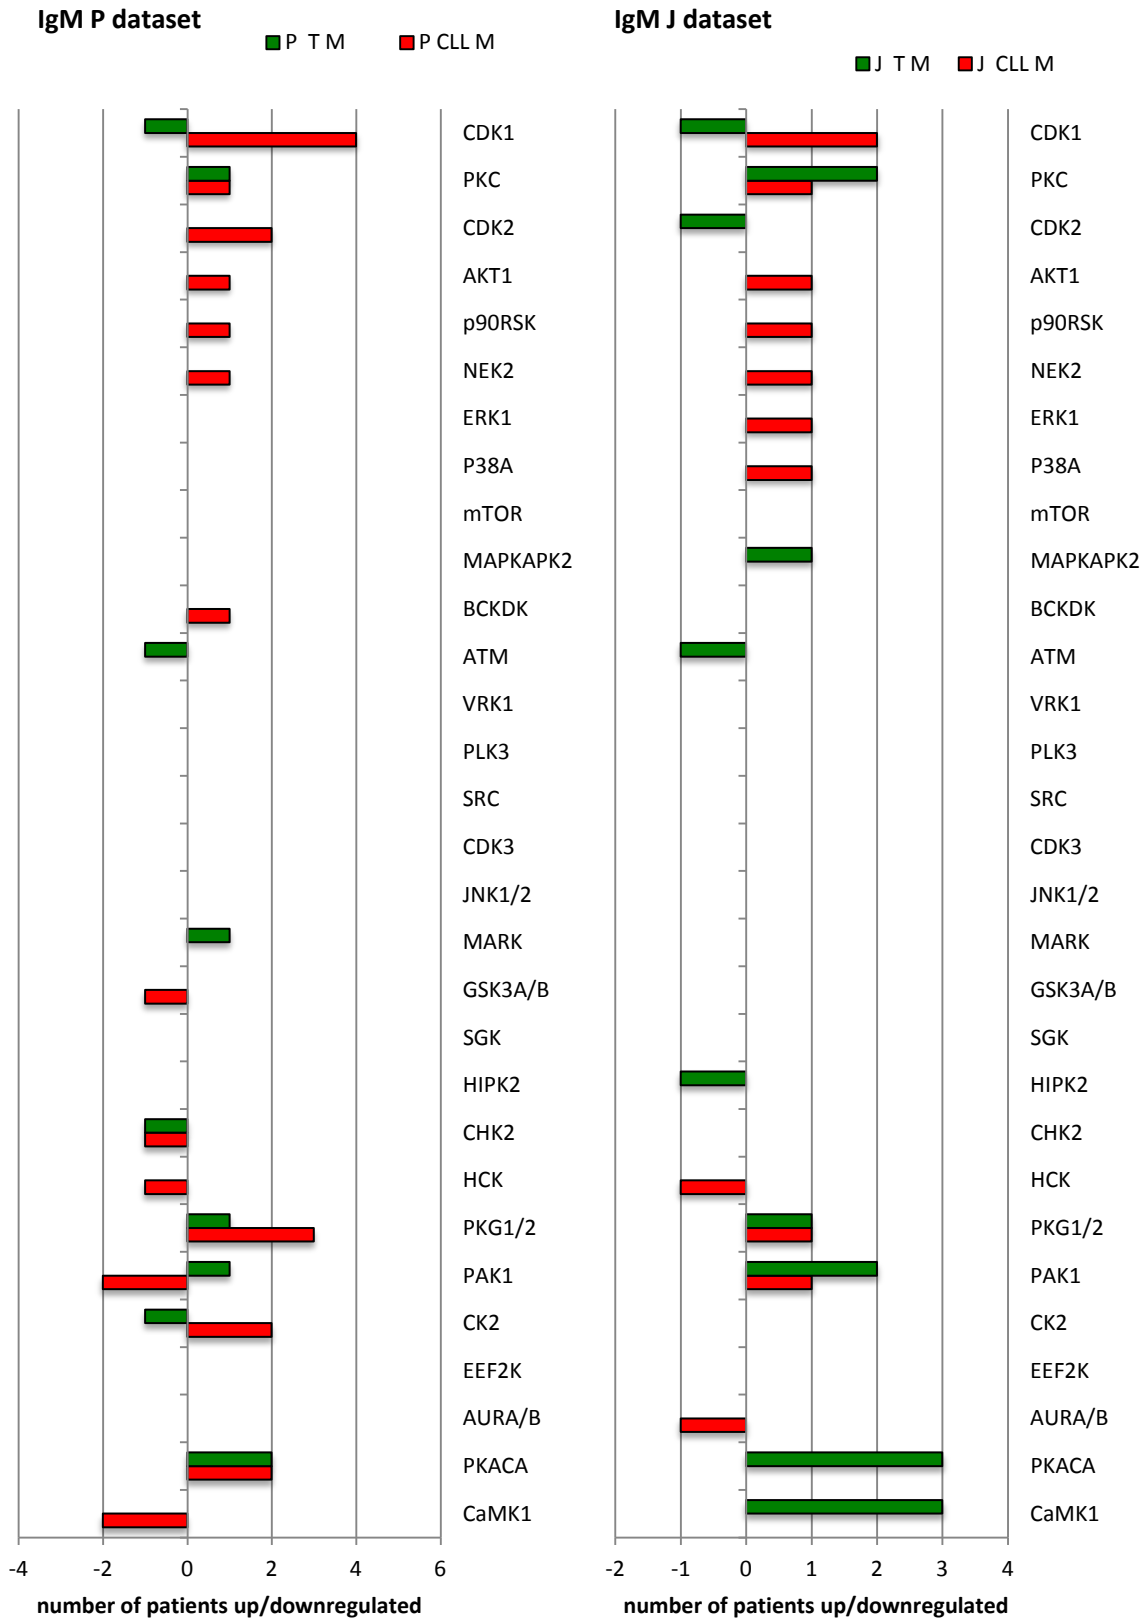 IgM P dataset
P T M
P CLL M
CDK1
PKC
CDK2
AKT1
p90RSK
NEK2
ERK1
P38A
mTOR
MAPKAPK2
BCKDK
ATM
VRK1
PLK3
SRC
CDK3
JNK1/2
MARK
GSK3A/B
SGK
HIPK2
CHK2
HCK
PKG1/2
PAK1
CK2
EEF2K
AURA/B
PKACA
CaMK1
-4 -2 0 2 4 6
number of patients up/downregulated
IgM J dataset
J T M
J CLL M
CDK1
PKC
CDK2
AKT1
p90RSK
NEK2
ERK1
P38A
mTOR
MAPKAPK2
BCKDK
ATM
VRK1
PLK3
SRC
CDK3
JNK1/2
MARK
GSK3A/B
SGK
HIPK2
CHK2
HCK
PKG1/2
PAK1
CK2
EEF2K
AURA/B
PKACA
CaMK1
-2 -1 0 1 2 3 4
number of patients up/downregulated